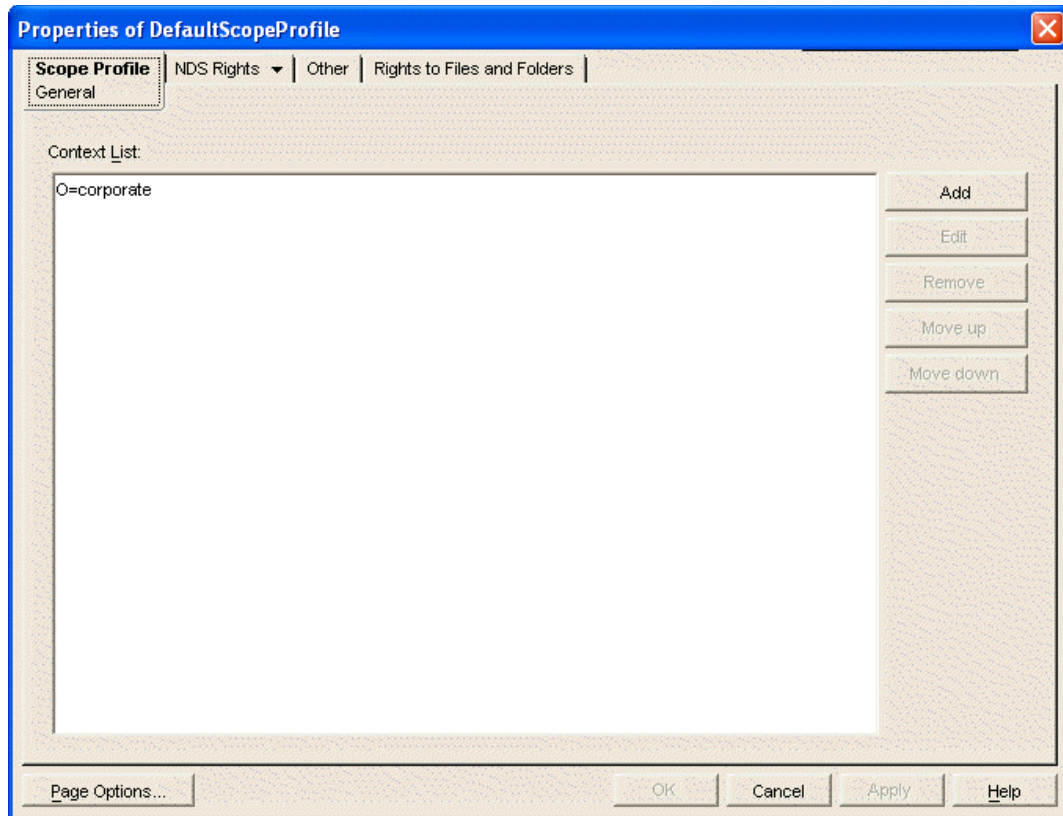 Properties of DefaultScopeProfile
Scope Profile NDS Rights Other Rights to Files and Folders
General
Context List:
O=corporate
Add
Edit
Remove
Move up
Move down
Page Options... OK Cancel Apply Help